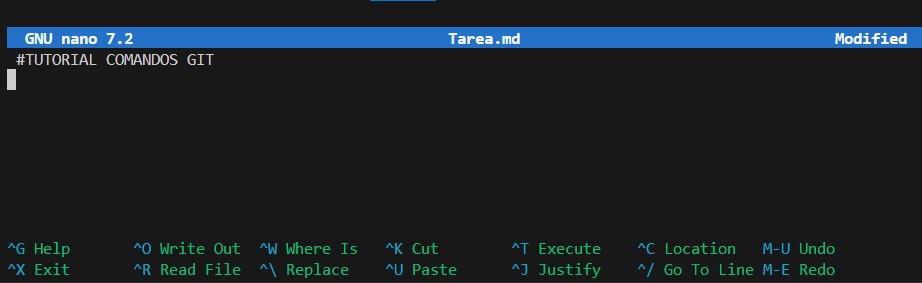 GNU nano 7.2 Tarea.md Modified
#TUTORIAL COMANDOS GIT
^G Help ^O Write Out ^W Where Is ^K Cut ^T Execute ^C Location M-U Undo
^X Exit ^R Read File ^\ Replace ^U Paste ^J Justify ^/ Go To Line M-E Redo